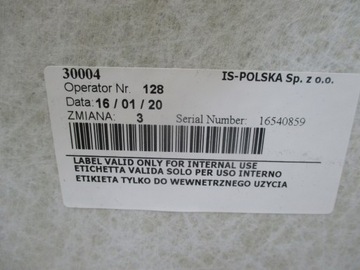 30004 IS-POLSKA Sp. z o.o.
Operator Nr. 128
Data: 16 / 01 / 20
ZMIANA: 3 Serial Number: 16540859
LABEL VALID ONLY FOR INTERNAL USE
ETICHETTA VALIDA SOLO PER USO INTERNO
ETIKIETA TYLKO DO WEWNETRZNEGO UZYCIA